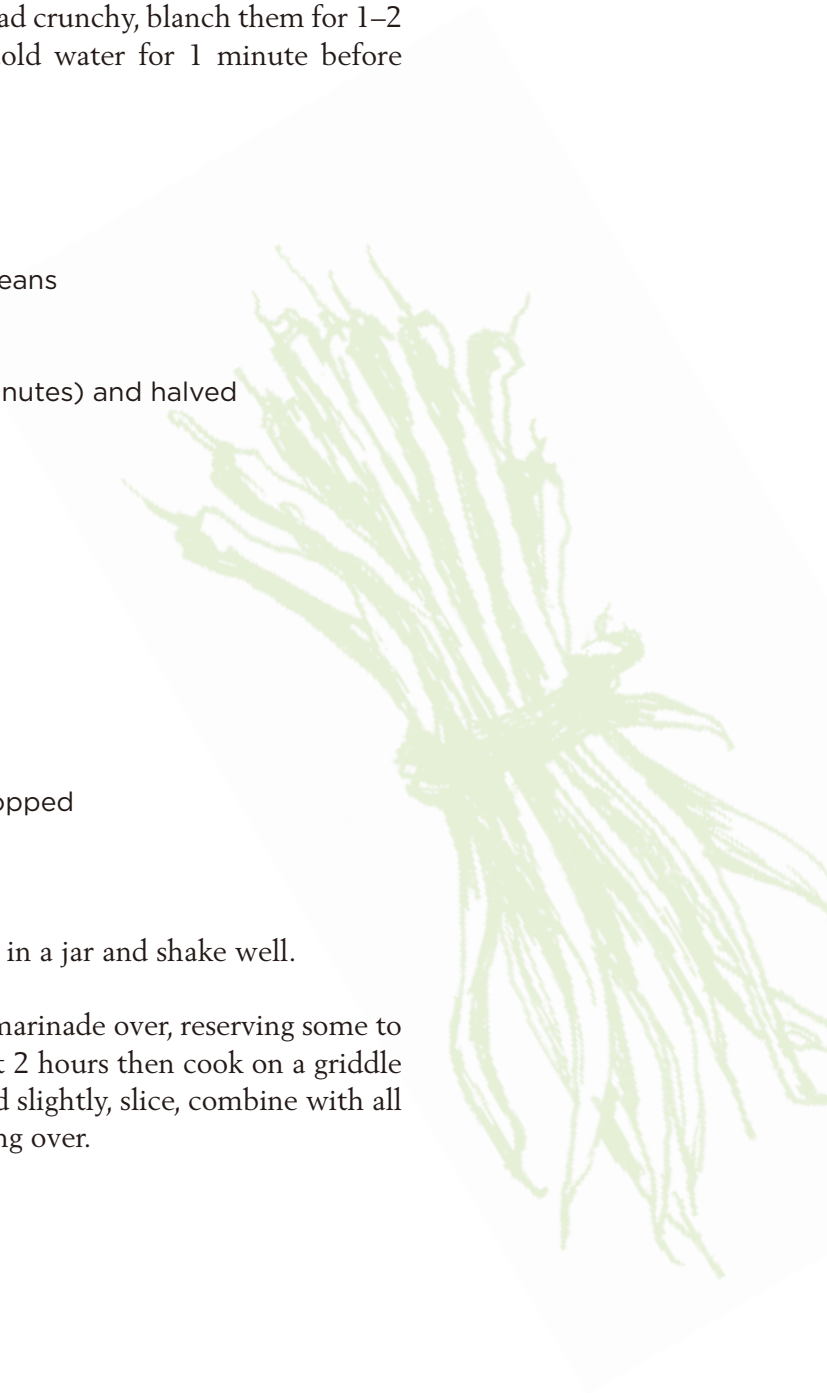 ad crunchy, blanch them for 1–2
old water for 1 minute before
eans
nutes) and halved
opped
in a jar and shake well.
marinade over, reserving some to
t 2 hours then cook on a griddle
d slightly, slice, combine with all
ng over.